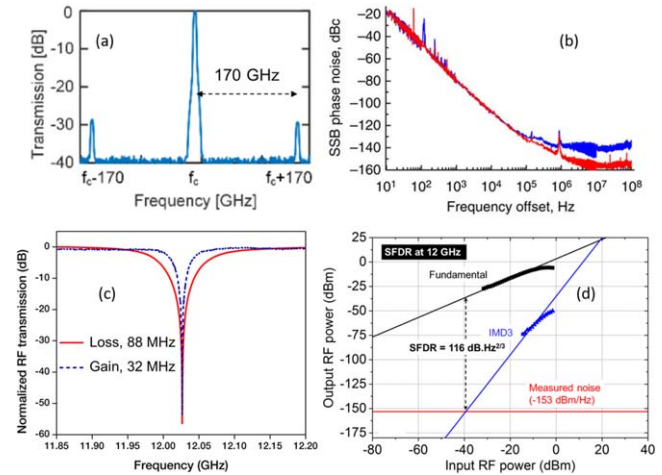 (a)
Transmission [dB]
0
-10
-20
-30
-40
170 GHz
fc-170
fc
fc+170
Frequency [GHz]
(b)
SSB phase noise, dBc
-20
-40
-60
-80
-100
-120
-140
-160
10¹ 10² 10³ 10⁴ 10⁵ 10⁶ 10⁷ 10⁸
Frequency offset, Hz
(c)
Normalized RF transmission (dB)
0
-10
-20
-30
-40
-50
-60
Loss, 88 MHz
Gain, 32 MHz
11.85 11.90 11.95 12.00 12.05 12.10 12.15 12.20
Frequency (GHz)
(d)
Output RF power (dBm)
25
0
-25
-50
-75
-100
-125
-150
-175
SFDR at 12 GHz
Fundamental
IMD3
SFDR = 116 dB.Hz²/³
Measured noise
(-153 dBm/Hz)
-80 -60 -40 -20 0 20
Input RF power (dBm)